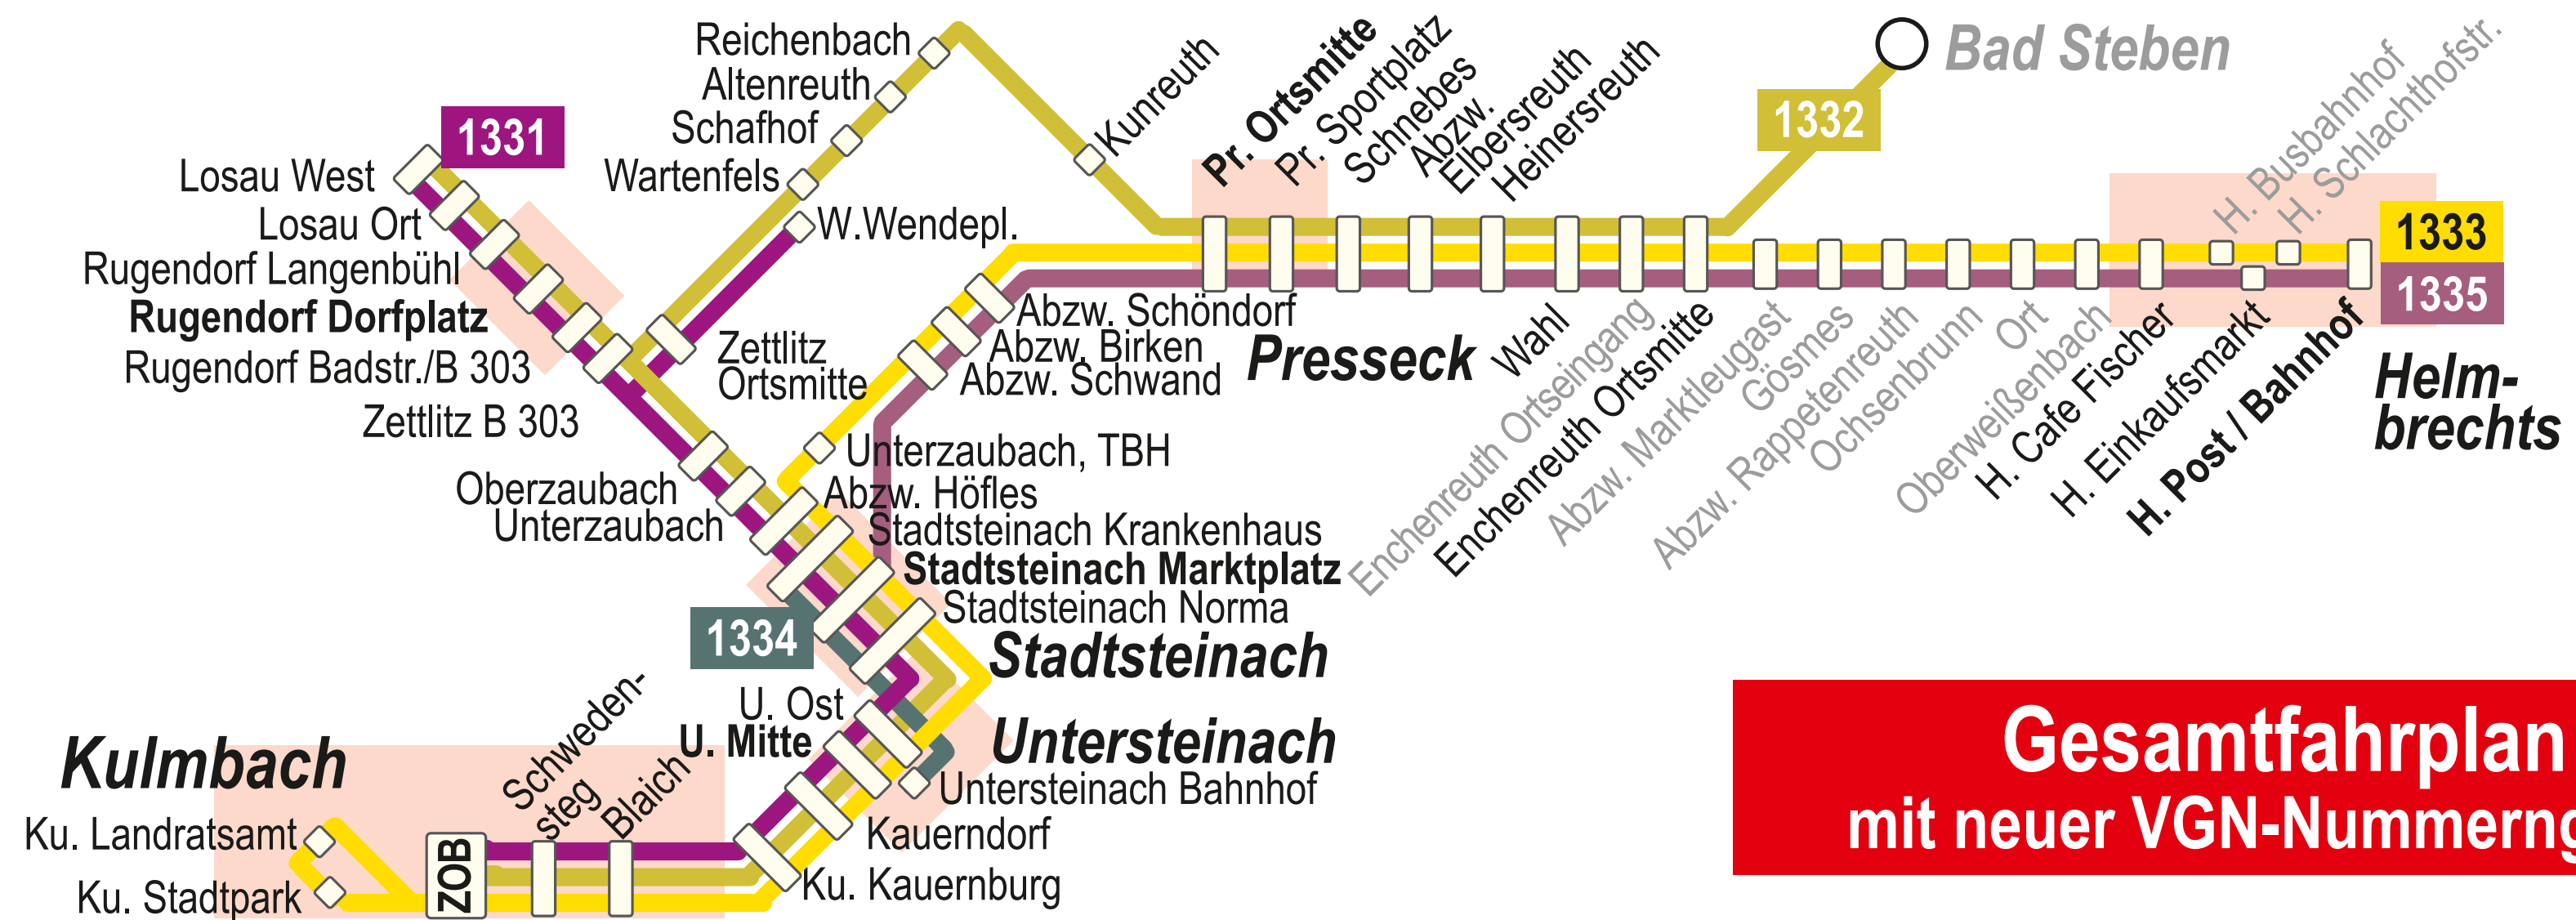 Reichenbach
Altenreuth
Schafhof
Wartenfels
W.Wendepl.
Kunreuth
Pr. Ortsmitte
Pr. Sportplatz
Schnebes
Abzw.
Elbersreuth
Heinersreuth
1332
Bad Steben
H. Busbahnhof
H. Schlachthofstr.
1331
Losau West
Losau Ort
Rugendorf Langenbühl
Rugendorf Dorfplatz
Rugendorf Badstr./B 303
Zettlitz B 303
Zettlitz
Ortsmitte
Abzw. Schöndorf
Abzw. Birken
Abzw. Schwand
Presseck
Wahl
Enchenreuth Ortseingang
Enchenreuth Ortsmitte
Abzw. Marktleugast
Gösmes
Abzw. Rappetenreuth
Ochsenbrunn
Ort
Oberweißenbach
H. Cafe Fischer
H. Einkaufsmarkt
H. Post / Bahnhof
1333
1335
Helm-
brechts
Unterzaubach, TBH
Abzw. Höfles
Oberzaubach
Unterzaubach
Stadtsteinach Krankenhaus
Stadtsteinach Marktplatz
Stadtsteinach Norma
Stadtsteinach
1334
U. Ost
U. Mitte
Untersteinach
Untersteinach Bahnhof
Kauerndorf
Ku. Kauernburg
Kulmbach
Schweden-
steg
Blaich
Ku. Landratsamt
Ku. Stadtpark
ZOB
Gesamtfahrplan
mit neuer VGN-Nummerng